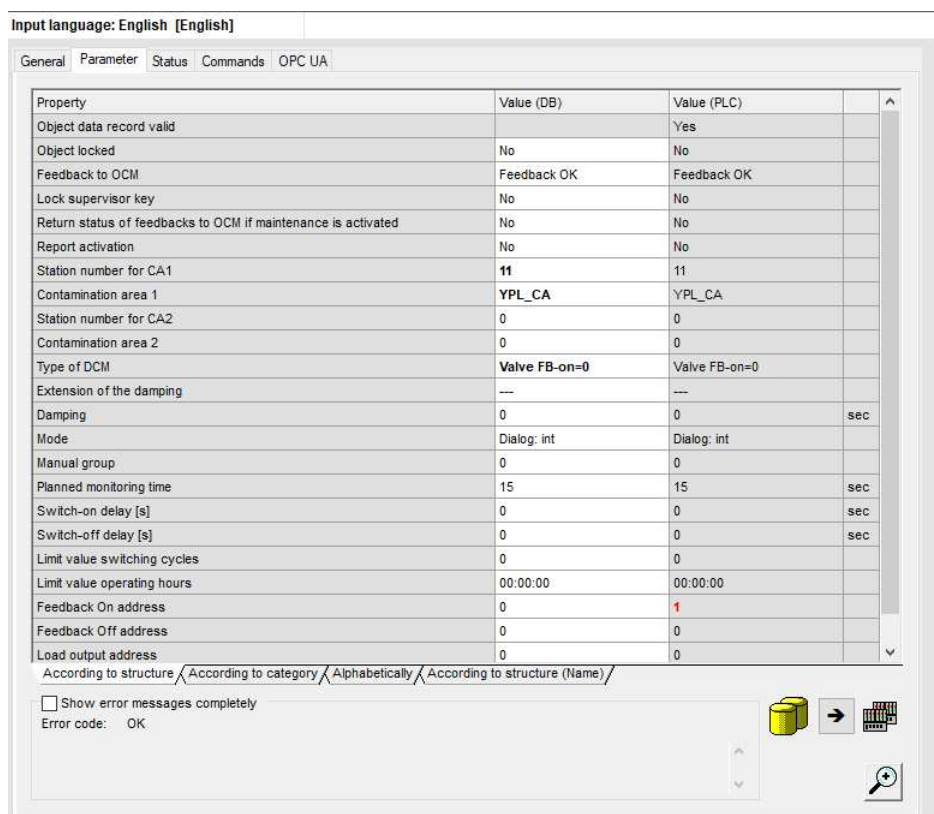 Input language: English [English]
General Parameter Status Commands OPC UA
Property Value (DB) Value (PLC)
Object data record valid Yes
Object locked No No
Feedback to OCM Feedback OK Feedback OK
Lock supervisor key No No
Return status of feedbacks to OCM if maintenance is activated No No
Report activation No No
Station number for CA1 11 11
Contamination area 1 YPL_CA YPL_CA
Station number for CA2 0 0
Contamination area 2 0 0
Type of DCM Valve FB-on=0 Valve FB-on=0
Extension of the damping --- ---
Damping 0 0 sec
Mode Dialog: int Dialog: int
Manual group 0 0
Planned monitoring time 15 15 sec
Switch-on delay [s] 0 0 sec
Switch-off delay [s] 0 0 sec
Limit value switching cycles 0 0
Limit value operating hours 00:00:00 00:00:00
Feedback On address 0 1
Feedback Off address 0 0
Load output address 0 0
According to structure According to category Alphabetically According to structure (Name)
Show error messages completely
Error code: OK